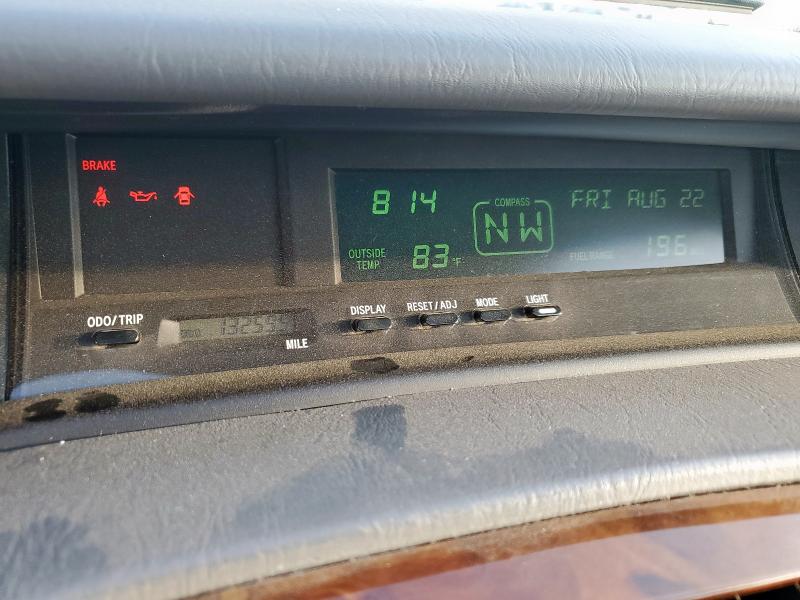 BRAKE
8 14
COMPASS
NW
FRI AUG 22
OUTSIDE
TEMP
83 °F
FUEL RANGE
196
ODO/TRIP
MILE
DISPLAY
RESET/ADJ
MODE
LIGHT